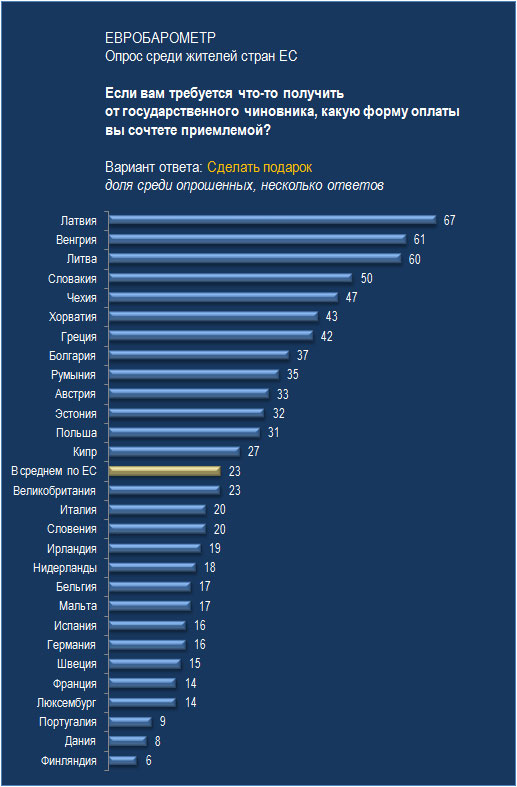 ЕВРОБАРОМЕТР
Опрос среди жителей стран ЕС
Если вам требуется что-то получить
от государственного чиновника, какую форму оплаты
вы сочтете приемлемой?
Вариант ответа: Сделать подарок
доля среди опрошенных, несколько ответов
Латвия 67
Венгрия 61
Литва 60
Словакия 50
Чехия 47
Хорватия 43
Греция 42
Болгария 37
Румыния 35
Австрия 33
Эстония 32
Польша 31
Кипр 27
В среднем по ЕС 23
Великобритания 23
Италия 20
Словения 20
Ирландия 19
Нидерланды 18
Бельгия 17
Мальта 17
Испания 16
Германия 16
Швеция 15
Франция 14
Люксембург 14
Португалия 9
Дания 8
Финляндия 6